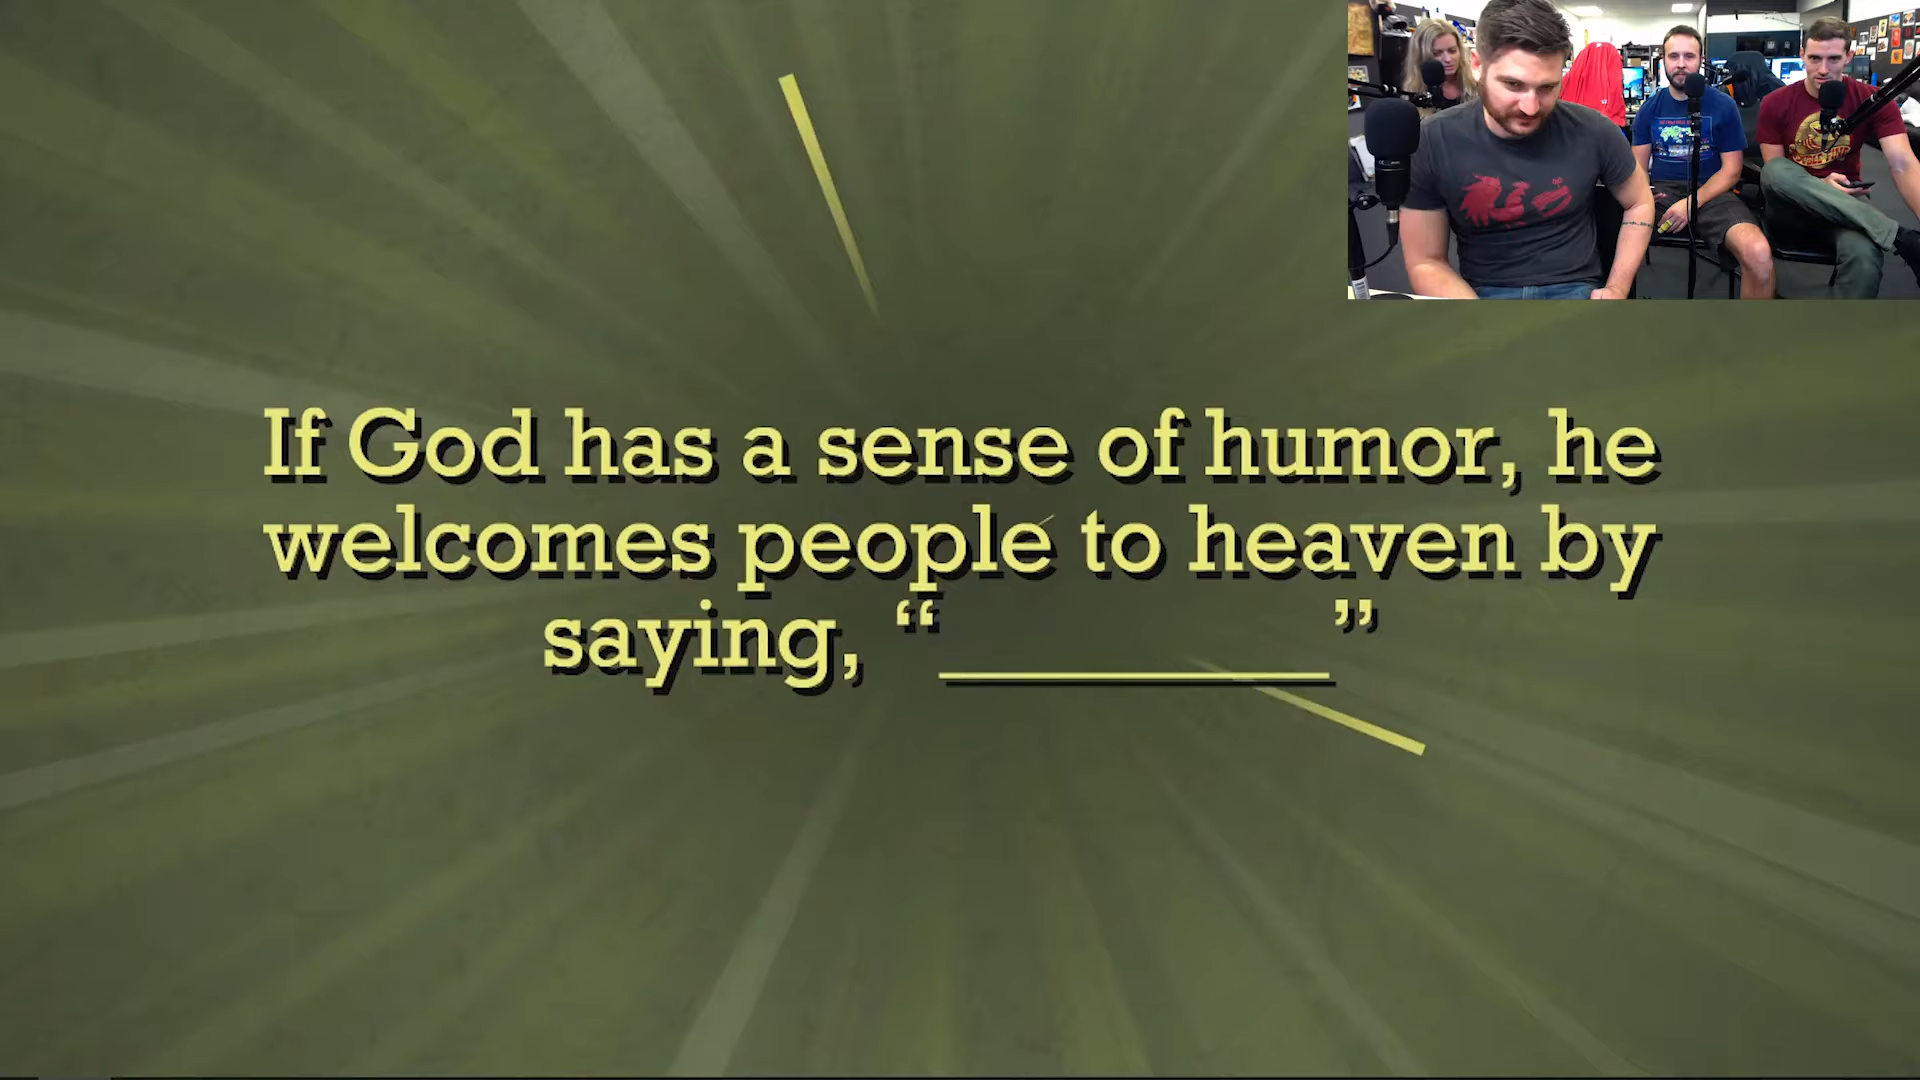 If God has a sense of humor, he
welcomes people to heaven by
saying, “__________”